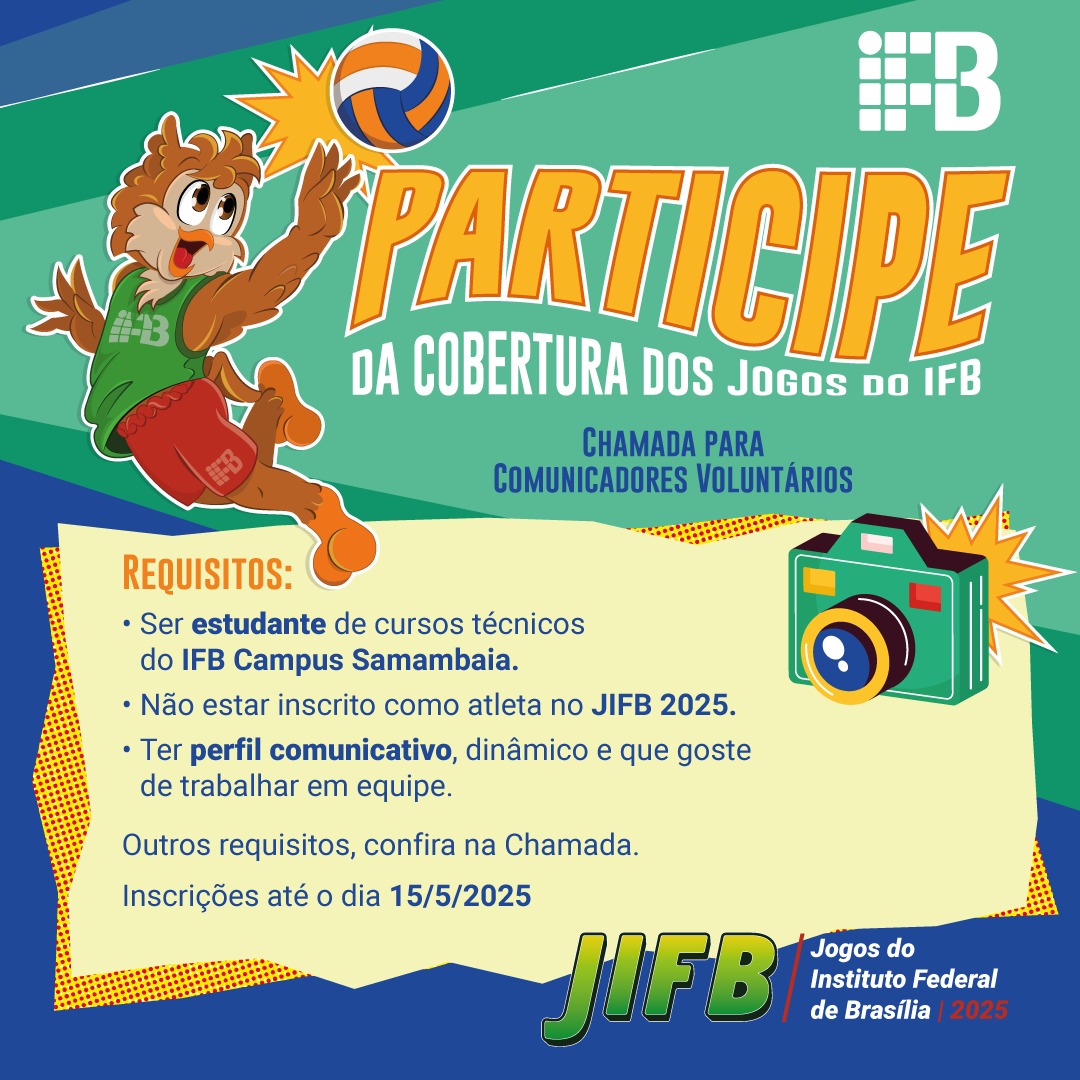 IFB
PARTICIPE
DA COBERTURA DOS JOGOS DO IFB
CHAMADA PARA
COMUNICADORES VOLUNTÁRIOS
IFB
IFB
REQUISITOS:
• Ser estudante de cursos técnicos
do IFB Campus Samambaia.
• Não estar inscrito como atleta no JIFB 2025.
• Ter perfil comunicativo, dinâmico e que goste
de trabalhar em equipe.
Outros requisitos, confira na Chamada.
Inscrições até o dia 15/5/2025
JIFB
Jogos do
Instituto Federal
de Brasília | 2025